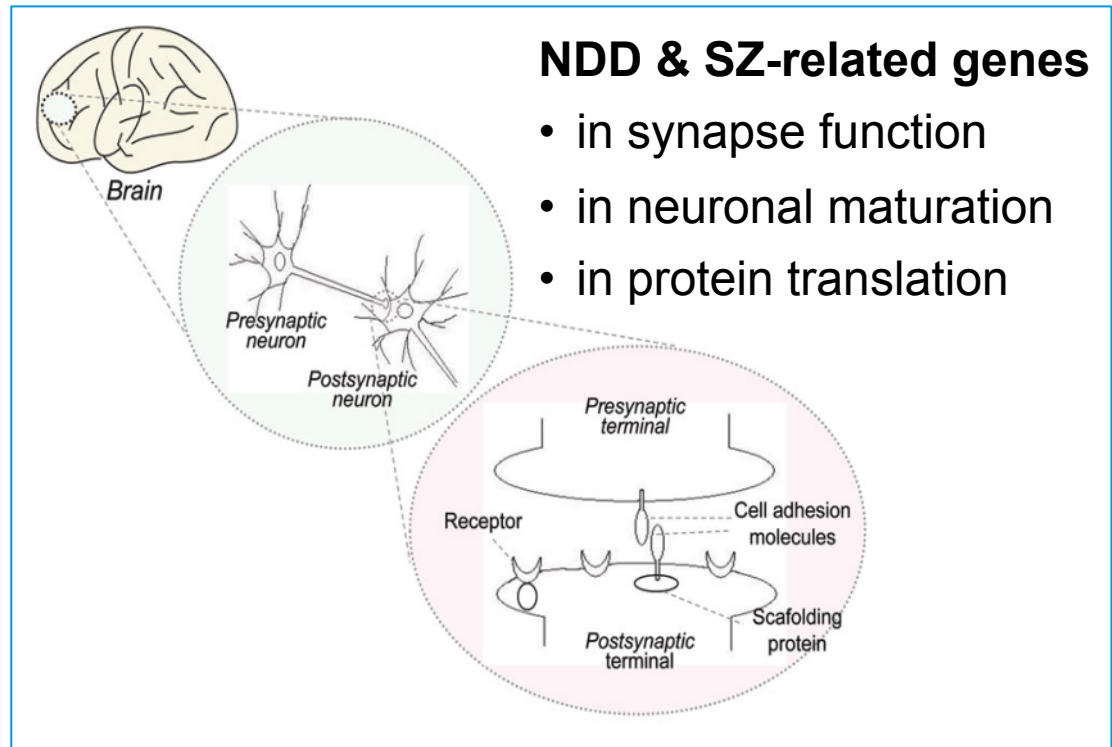 NDD & SZ-related genes
• in synapse function
• in neuronal maturation
• in protein translation
Brain
Presynaptic
neuron
Postsynaptic
neuron
Presynaptic
terminal
Receptor
Cell adhesion
molecules
Scafolding
protein
Postsynaptic
terminal